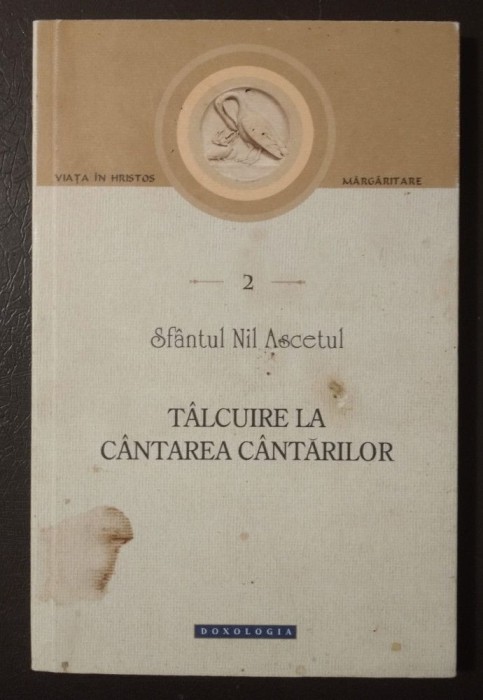 VIAȚA ÎN HRISTOS
MĂRGĂRITARE
2
Sfântul Nil Ascetul
TÂLCUIRE LA
CÂNTAREA CÂNTĂRILOR
DOXOLOGIA